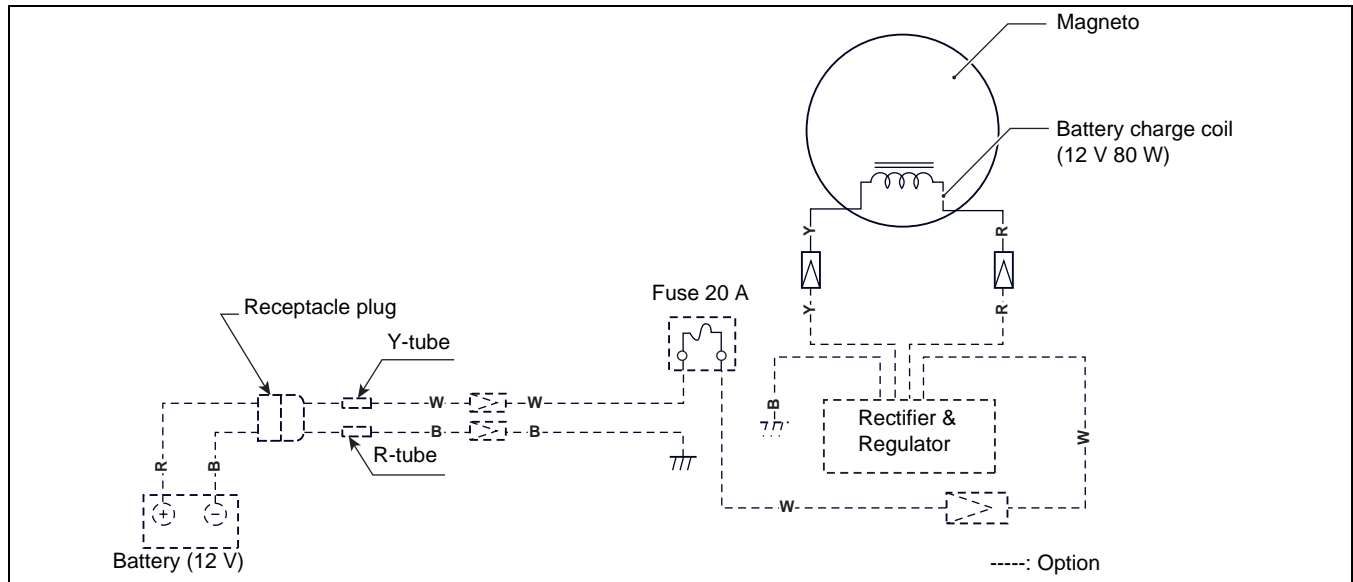 Magneto
Battery charge coil
(12 V 80 W)
Y
R
Fuse 20 A
Receptacle plug
Y-tube
Y
R
W
W
B
B
B
R-tube
Rectifier &
Regulator
W
R
B
W
+
−
Battery (12 V)
-----: Option